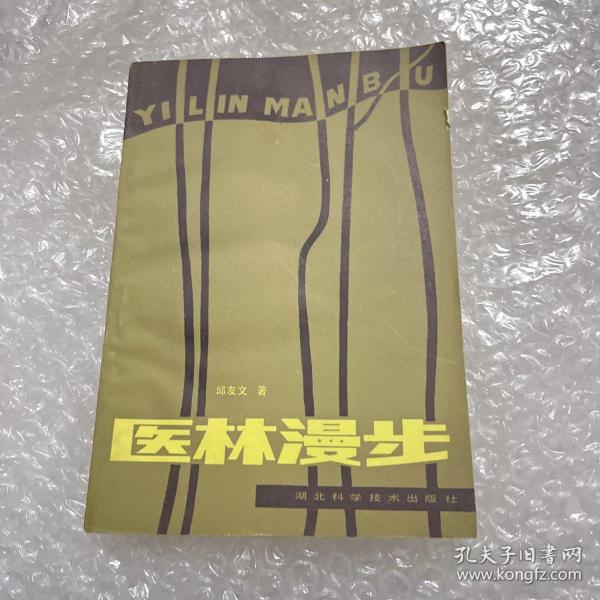 YI LIN MAN BU
邱友文 著
医林漫步
湖北科学技术出版社
孔夫子旧书网
www.kongfz.com